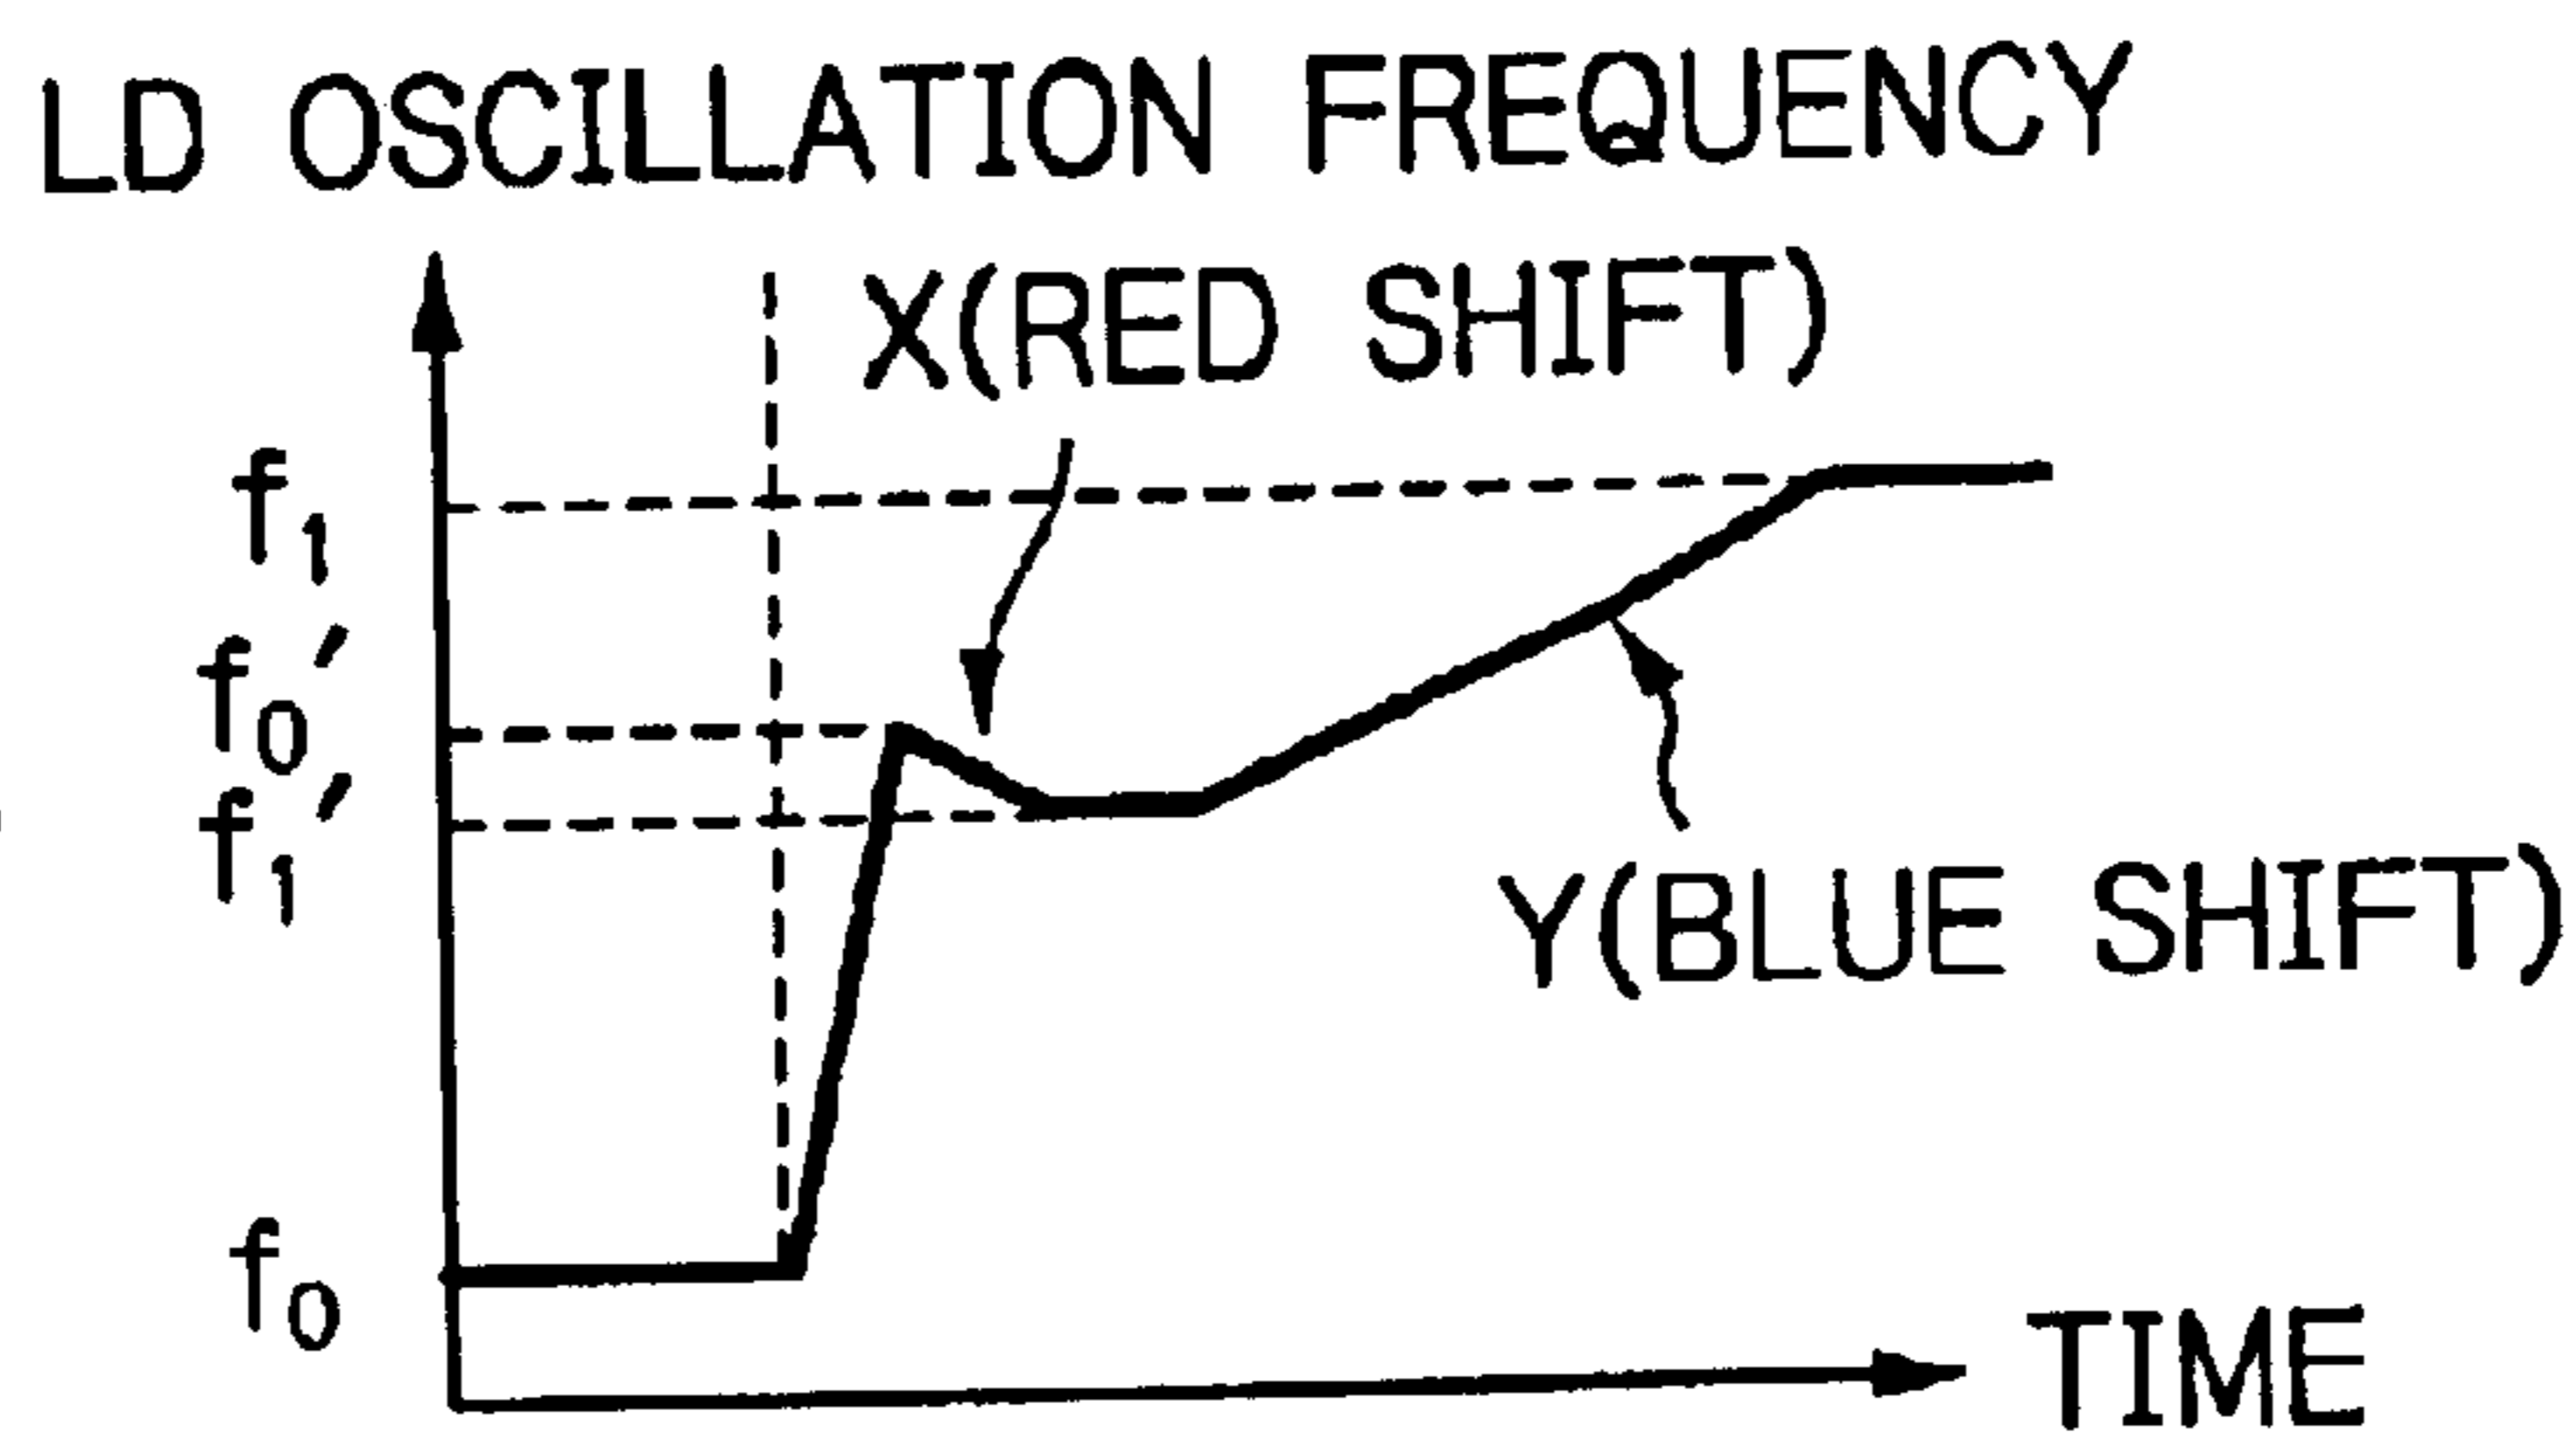 LD OSCILLATION FREQUENCY
X(RED SHIFT)
f1
f0'
f1'
Y(BLUE SHIFT)
f0
TIME